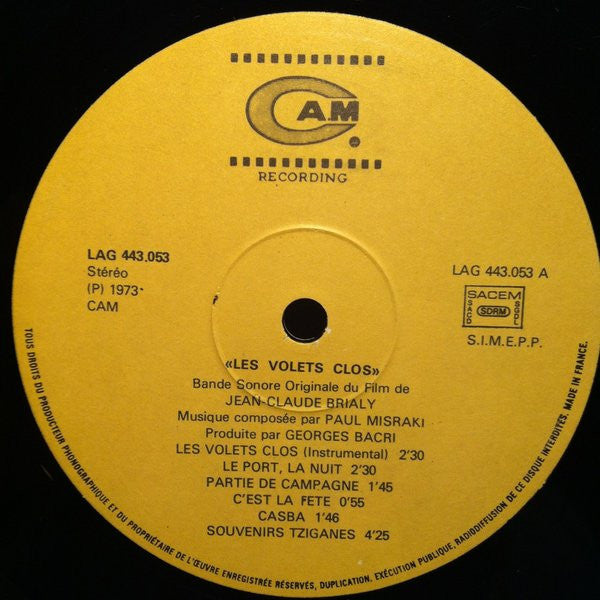 CAM
RECORDING
LAG 443.053
Stéréo
(P) 1973
CAM
LAG 443.053 A
SACEM
SACD SDRM SGDL
S.I.M.E.P.P.
«LES VOLETS CLOS»
Bande Sonore Originale du Film de
JEAN-CLAUDE BRIALY
Musique composée par PAUL MISRAKI
Produite par GEORGES BACRI
LES VOLETS CLOS (Instrumental) 2'30
LE PORT, LA NUIT 2'30
PARTIE DE CAMPAGNE 1'45
C'EST LA FETE 0'55
CASBA 1'46
SOUVENIRS TZIGANES 4'25
TOUS DROITS DU PRODUCTEUR PHONOGRAPHIQUE ET DU PROPRIÉTAIRE DE L'ŒUVRE ENREGISTRÉE RÉSERVÉS, DUPLICATION, EXÉCUTION PUBLIQUE, RADIODIFFUSION DE CE DISQUE INTERDITES. MADE IN FRANCE.